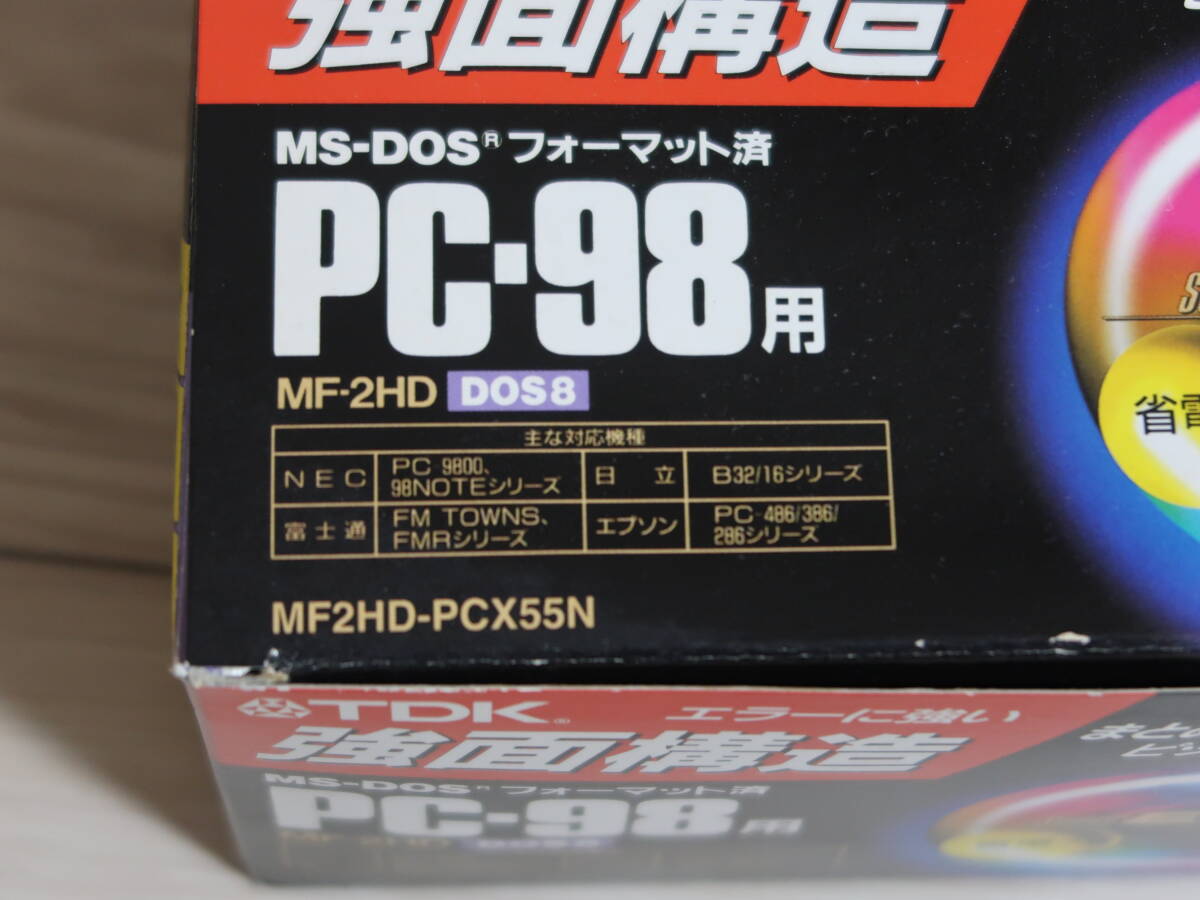 強面構造
MS-DOS® フォーマット済
PC-98用
MF-2HD DOS8
主な対応機種
NEC PC-9800、98NOTEシリーズ 日立 B32/16シリーズ
富士通 FM TOWNS、FMRシリーズ エプソン PC-486/386/286シリーズ
MF2HD-PCX55N
省電
TDK® エラーに強い
強面構造
MS-DOS® フォーマット済
PC-98用
MF-2HD DOS8